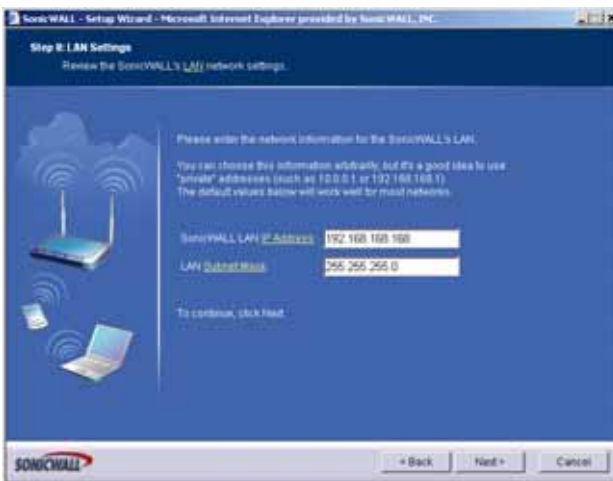 SonicWALL - Setup Wizard - Microsoft Internet Explorer provided by SonicWALL, INC.
Step 8: LAN Settings
Review the SonicWALL's LAN network settings.
Please enter the network information for the SonicWALL'S LAN.
You can choose this information arbitrarily, but it's a good idea to use
"private" addresses (such as 10.0.0.1 or 192.168.168.1).
The default values below will work well for most networks.
SonicWALL LAN IP Address: 192.168.168.168
LAN Subnet Mask: 255.255.255.0
To continue, click Next.
SONICWALL
< Back Next > Cancel